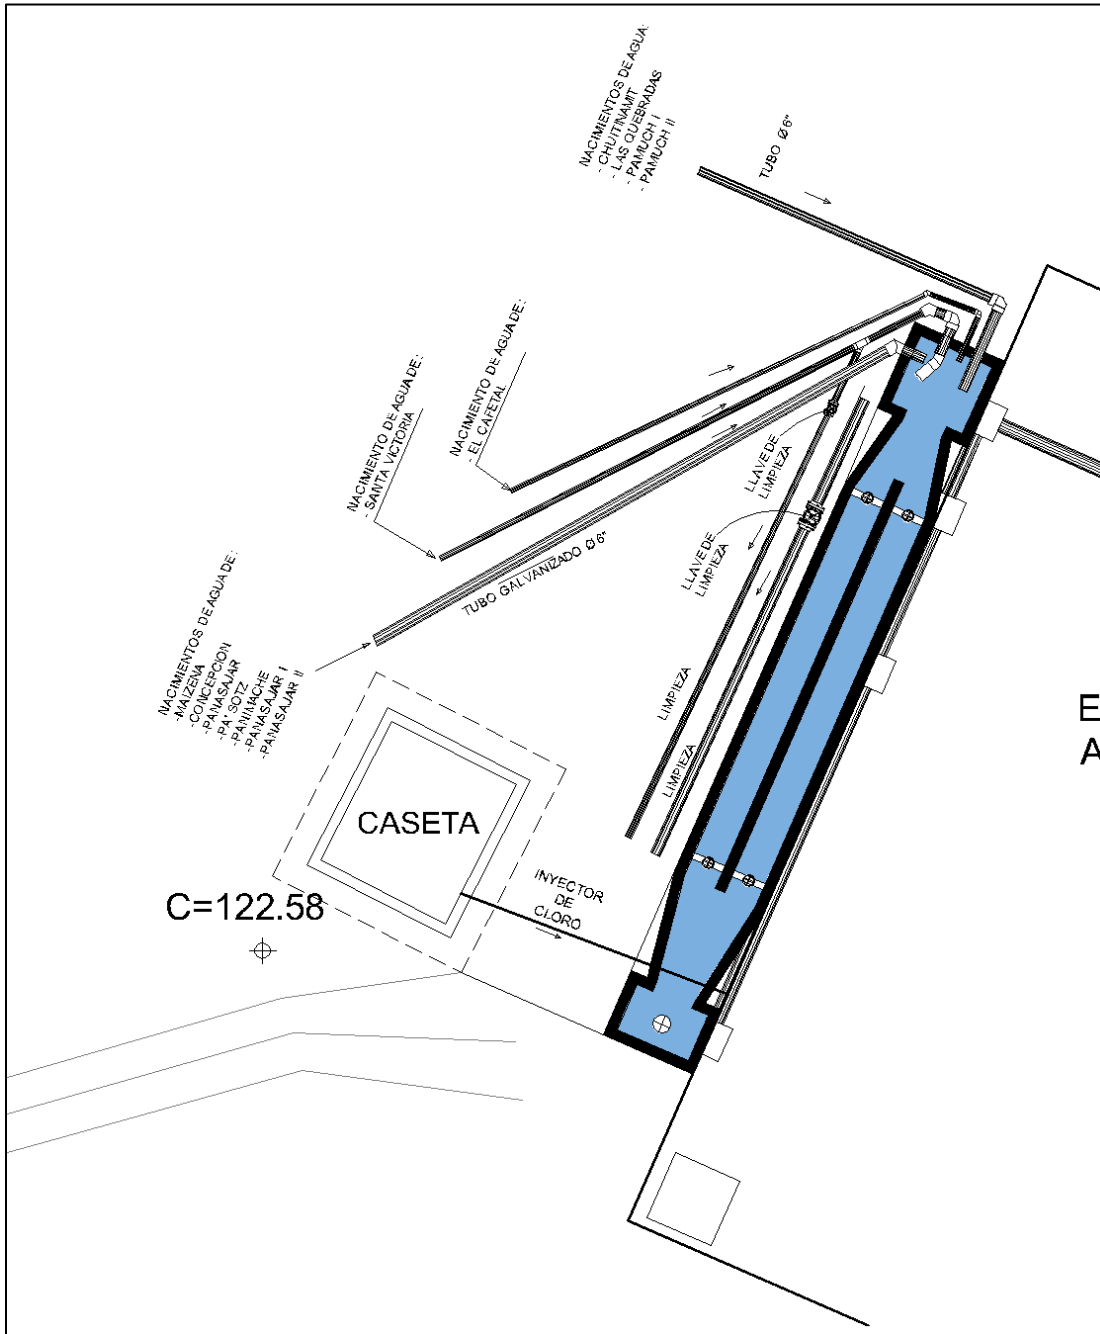 NACIMIENTOS DE AGUA:
- CHUITINAMIT
- LAS QUEBRADAS
- PAMUCH I
- PAMUCH II
TUBO Ø 6"
NACIMIENTO DE AGUA DE:
- EL CAFETAL
NACIMIENTO DE AGUA DE:
- SANTA VICTORIA
LLAVE DE
LIMPIEZA
LLAVE DE
LIMPIEZA
TUBO GALVANIZADO Ø 6"
NACIMIENTOS DE AGUA DE:
-MAIZENA
-CONCEPCION
-PANASAJAR
-PA' SOTZ
-PANIMACHE
-PANASAJAR I
-PANASAJAR II
LIMPIEZA
LIMPIEZA
E
A
CASETA
INYECTOR
DE
CLORO
C=122.58